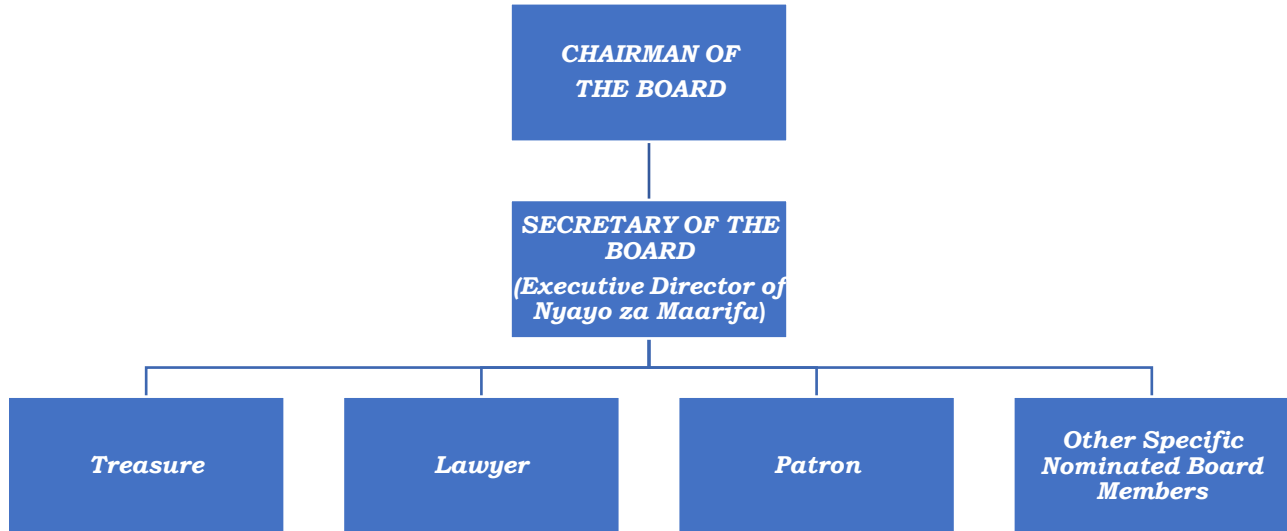 CHAIRMAN OF
THE BOARD
SECRETARY OF THE
BOARD
(Executive Director of
Nyayo za Maarifa)
Treasure
Lawyer
Patron
Other Specific
Nominated Board
Members